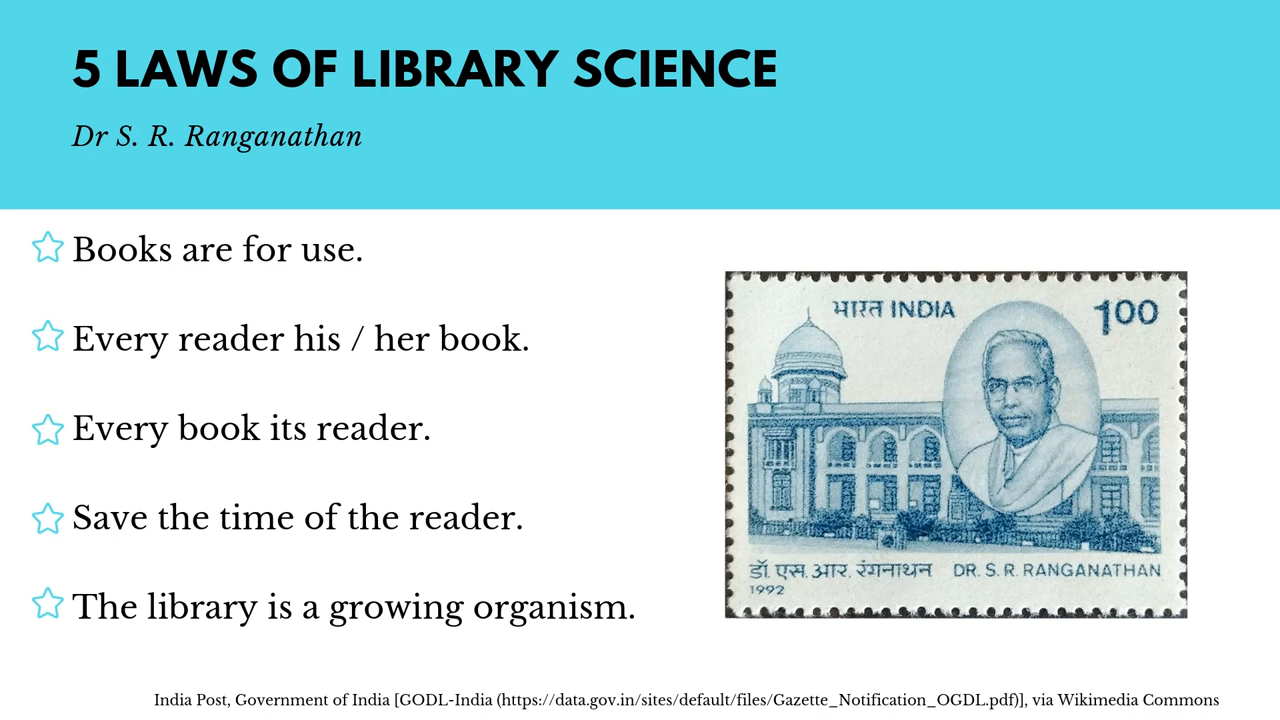 5 LAWS OF LIBRARY SCIENCE
Dr S. R. Ranganathan
Books are for use.
Every reader his / her book.
Every book its reader.
Save the time of the reader.
The library is a growing organism.
भारत INDIA
100
डॉ. एस. आर. रंगनाथन DR. S. R. RANGANATHAN
1992
India Post, Government of India [GODL-India (https://data.gov.in/sites/default/files/Gazette_Notification_OGDL.pdf)], via Wikimedia Commons